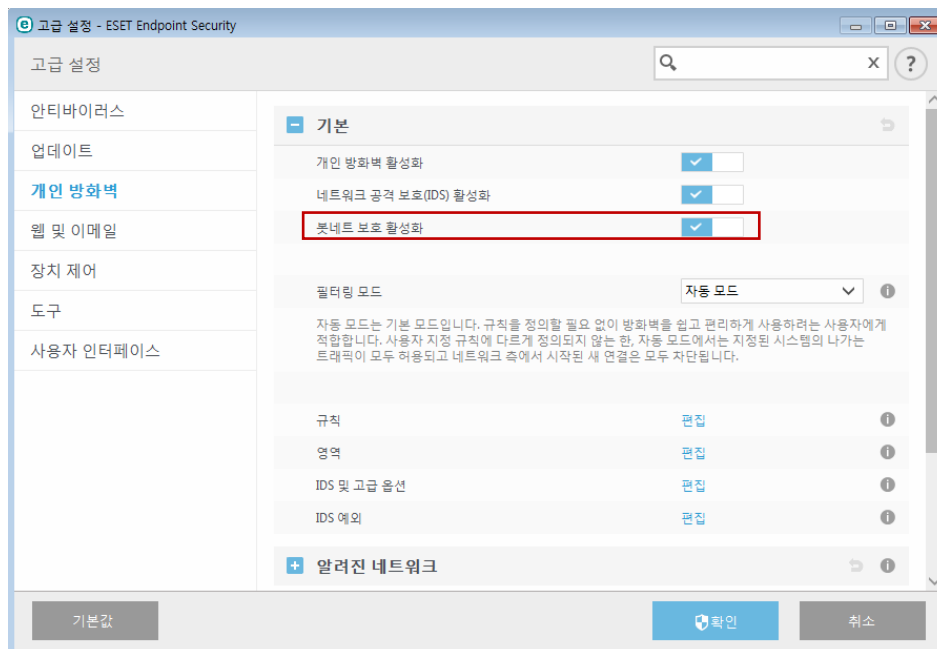 고급 설정 - ESET Endpoint Security
고급 설정
x
?
안티바이러스
업데이트
개인 방화벽
웹 및 이메일
장치 제어
도구
사용자 인터페이스
기본
개인 방화벽 활성화
네트워크 공격 보호(IDS) 활성화
봇네트 보호 활성화
필터링 모드 자동 모드
자동 모드는 기본 모드입니다. 규칙을 정의할 필요 없이 방화벽을 쉽고 편리하게 사용하려는 사용자에게
적합합니다. 사용자 지정 규칙에 다르게 정의되지 않는 한, 자동 모드에서는 지정된 시스템의 나가는
트래픽이 모두 허용되고 네트워크 측에서 시작된 새 연결은 모두 차단됩니다.
규칙 편집
영역 편집
IDS 및 고급 옵션 편집
IDS 예외 편집
알려진 네트워크
기본값 확인 취소